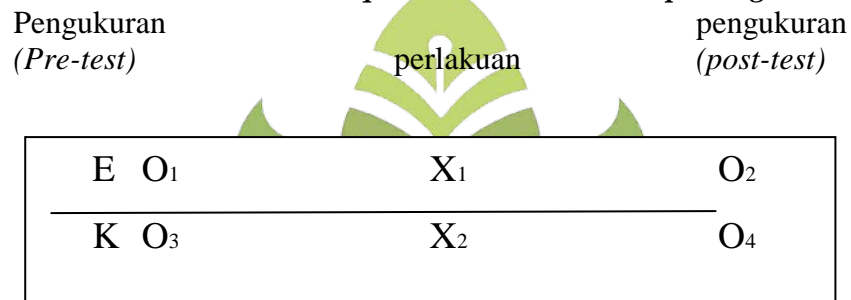 Pengukuran pengukuran
(Pre-test) perlakuan (post-test)
E O1 X1 O2
K O3 X2 O4